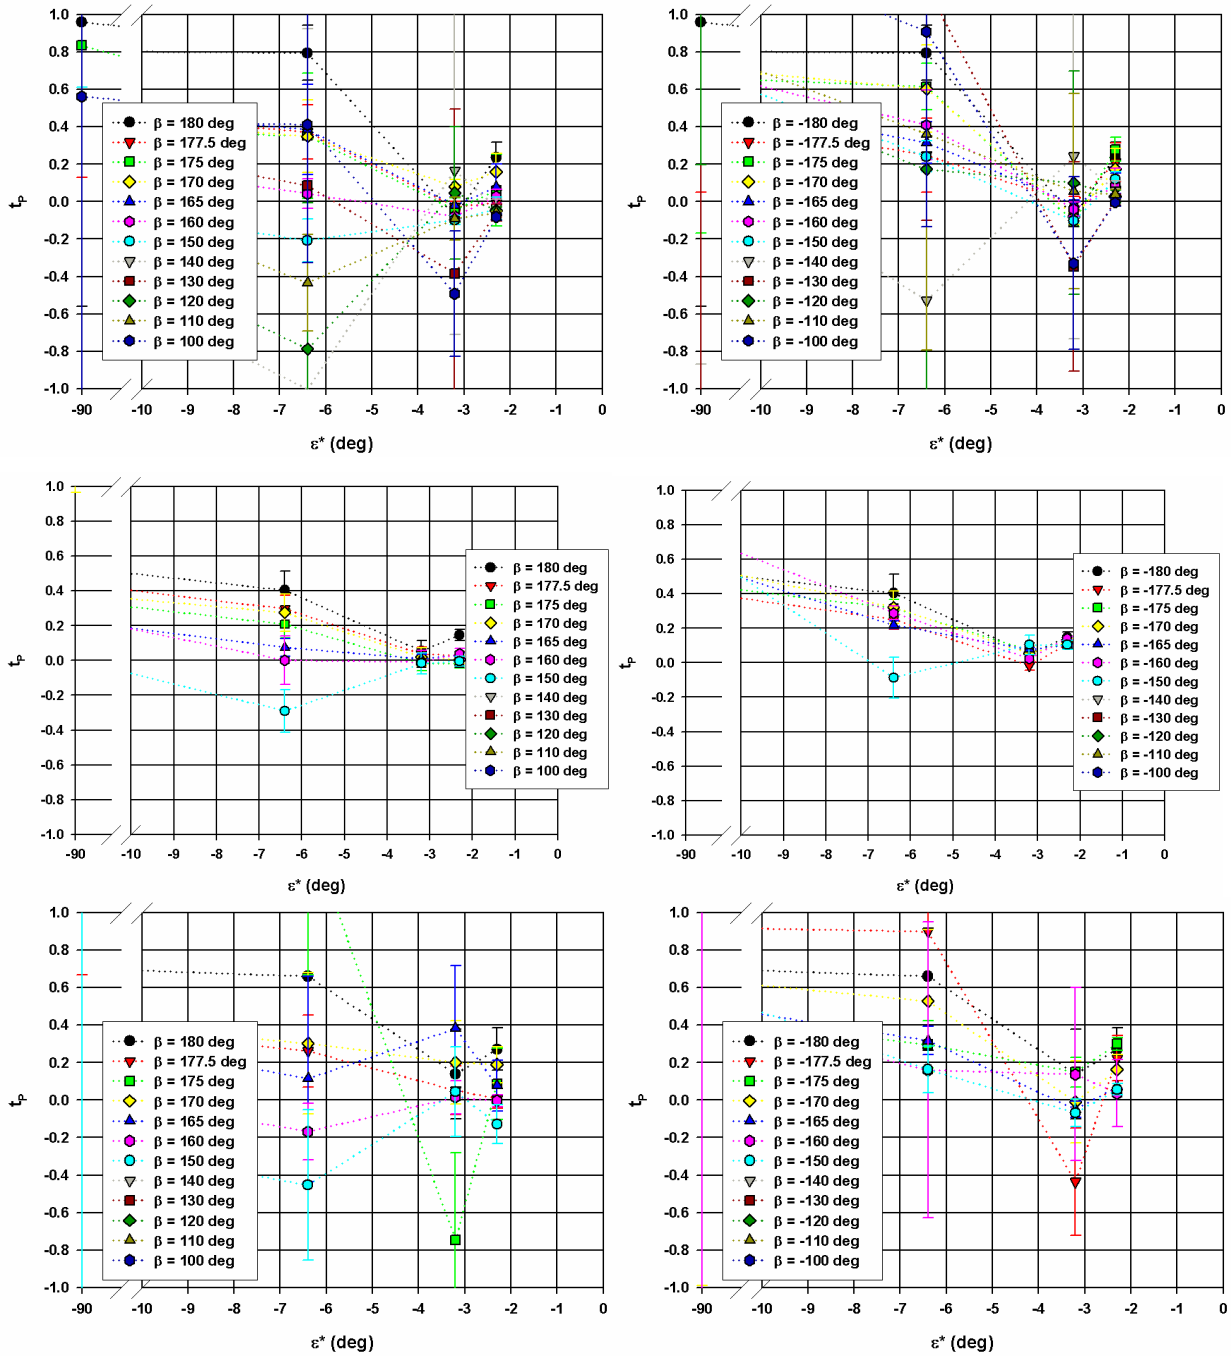 1.0
0.8
0.6
0.4
0.2
0.0
-0.2
-0.4
-0.6
-0.8
-1.0
tP
β = 180 deg
β = 177.5 deg
β = 175 deg
β = 170 deg
β = 165 deg
β = 160 deg
β = 150 deg
β = 140 deg
β = 130 deg
β = 120 deg
β = 110 deg
β = 100 deg
-90 -10 -9 -8 -7 -6 -5 -4 -3 -2 -1 0
ε* (deg)
1.0
0.8
0.6
0.4
0.2
0.0
-0.2
-0.4
-0.6
-0.8
-1.0
tP
β = -180 deg
β = -177.5 deg
β = -175 deg
β = -170 deg
β = -165 deg
β = -160 deg
β = -150 deg
β = -140 deg
β = -130 deg
β = -120 deg
β = -110 deg
β = -100 deg
-90 -10 -9 -8 -7 -6 -5 -4 -3 -2 -1 0
ε* (deg)
1.0
0.8
0.6
0.4
0.2
0.0
-0.2
-0.4
-0.6
-0.8
-1.0
tP
β = 180 deg
β = 177.5 deg
β = 175 deg
β = 170 deg
β = 165 deg
β = 160 deg
β = 150 deg
β = 140 deg
β = 130 deg
β = 120 deg
β = 110 deg
β = 100 deg
-90 -10 -9 -8 -7 -6 -5 -4 -3 -2 -1 0
ε* (deg)
1.0
0.8
0.6
0.4
0.2
0.0
-0.2
-0.4
-0.6
-0.8
-1.0
tP
β = -180 deg
β = -177.5 deg
β = -175 deg
β = -170 deg
β = -165 deg
β = -160 deg
β = -150 deg
β = -140 deg
β = -130 deg
β = -120 deg
β = -110 deg
β = -100 deg
-90 -10 -9 -8 -7 -6 -5 -4 -3 -2 -1 0
ε* (deg)
1.0
0.8
0.6
0.4
0.2
0.0
-0.2
-0.4
-0.6
-0.8
-1.0
tP
β = 180 deg
β = 177.5 deg
β = 175 deg
β = 170 deg
β = 165 deg
β = 160 deg
β = 150 deg
β = 140 deg
β = 130 deg
β = 120 deg
β = 110 deg
β = 100 deg
-90 -10 -9 -8 -7 -6 -5 -4 -3 -2 -1 0
ε* (deg)
1.0
0.8
0.6
0.4
0.2
0.0
-0.2
-0.4
-0.6
-0.8
-1.0
tP
β = -180 deg
β = -177.5 deg
β = -175 deg
β = -170 deg
β = -165 deg
β = -160 deg
β = -150 deg
β = -140 deg
β = -130 deg
β = -120 deg
β = -110 deg
β = -100 deg
-90 -10 -9 -8 -7 -6 -5 -4 -3 -2 -1 0
ε* (deg)